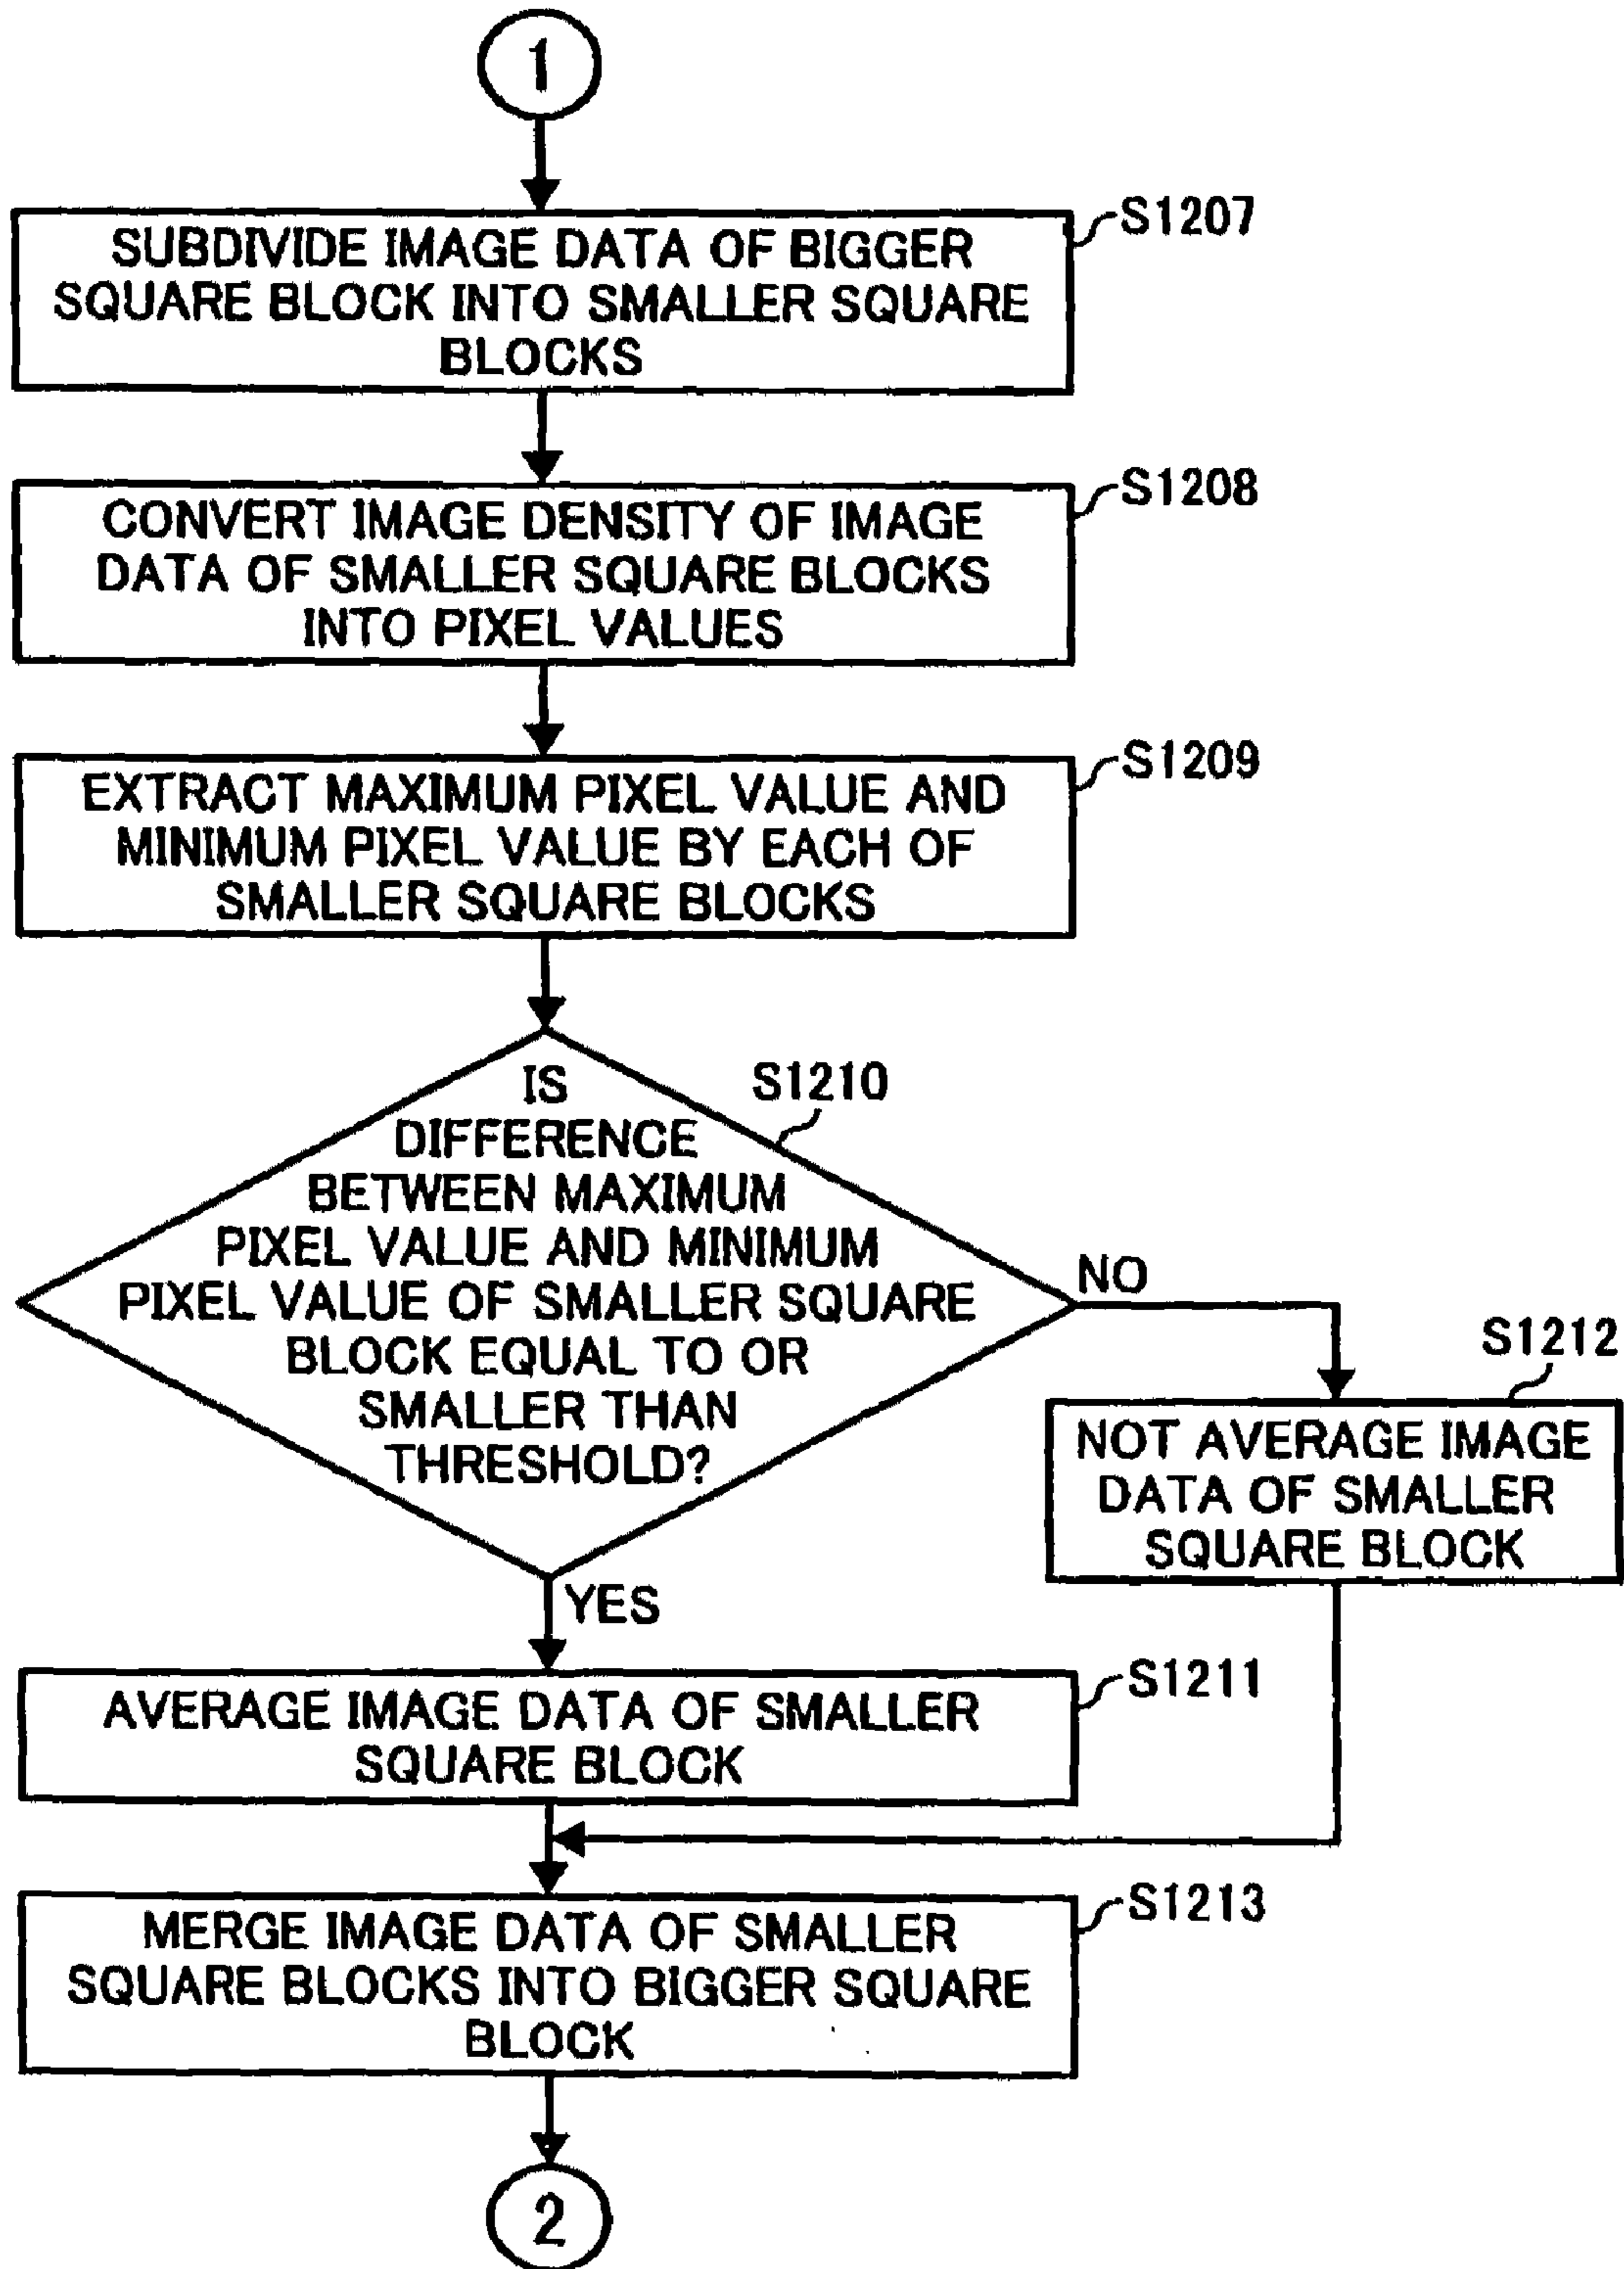 1
S1207
SUBDIVIDE IMAGE DATA OF BIGGER
SQUARE BLOCK INTO SMALLER SQUARE
BLOCKS
S1208
CONVERT IMAGE DENSITY OF IMAGE
DATA OF SMALLER SQUARE BLOCKS
INTO PIXEL VALUES
S1209
EXTRACT MAXIMUM PIXEL VALUE AND
MINIMUM PIXEL VALUE BY EACH OF
SMALLER SQUARE BLOCKS
S1210
IS
DIFFERENCE
BETWEEN MAXIMUM
PIXEL VALUE AND MINIMUM
PIXEL VALUE OF SMALLER SQUARE
BLOCK EQUAL TO OR
SMALLER THAN
THRESHOLD?
NO
S1212
NOT AVERAGE IMAGE
DATA OF SMALLER
SQUARE BLOCK
YES
S1211
AVERAGE IMAGE DATA OF SMALLER
SQUARE BLOCK
S1213
MERGE IMAGE DATA OF SMALLER
SQUARE BLOCKS INTO BIGGER SQUARE
BLOCK
2